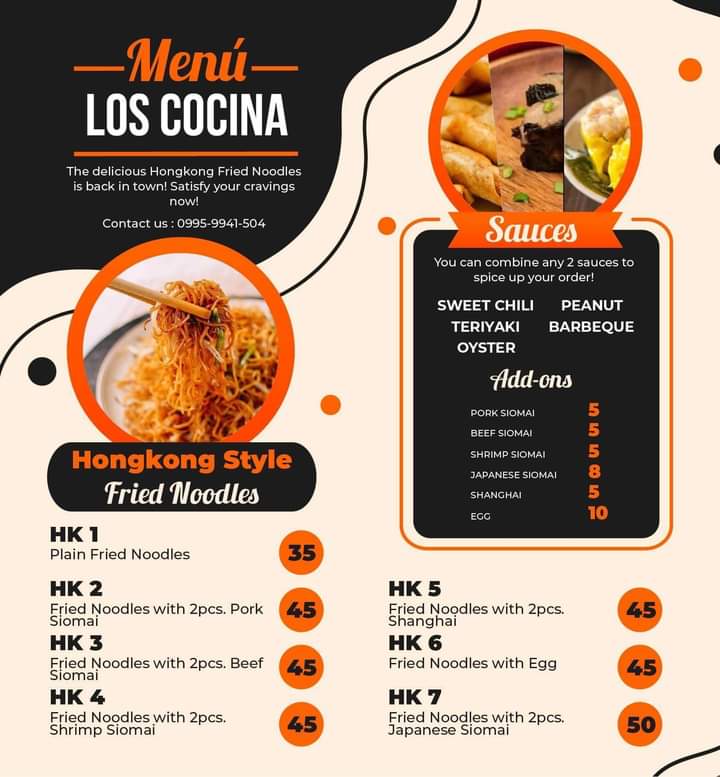 Menú
LOS COCINA
The delicious Hongkong Fried Noodles
is back in town! Satisfy your cravings
now!
Contact us : 0995-9941-504
Sauces
You can combine any 2 sauces to
spice up your order!
SWEET CHILI PEANUT
TERIYAKI BARBEQUE
OYSTER
Add-ons
PORK SIOMAI 5
BEEF SIOMAI 5
SHRIMP SIOMAI 5
JAPANESE SIOMAI 8
SHANGHAI 5
EGG 10
Hongkong Style
Fried Noodles
HK 1
Plain Fried Noodles 35
HK 2
Fried Noodles with 2pcs. Pork 45
Siomai
HK 3
Fried Noodles with 2pcs. Beef 45
Siomai
HK 4
Fried Noodles with 2pcs. 45
Shrimp Siomai
HK 5
Fried Noodles with 2pcs. 45
Shanghai
HK 6
Fried Noodles with Egg 45
HK 7
Fried Noodles with 2pcs. 50
Japanese Siomai